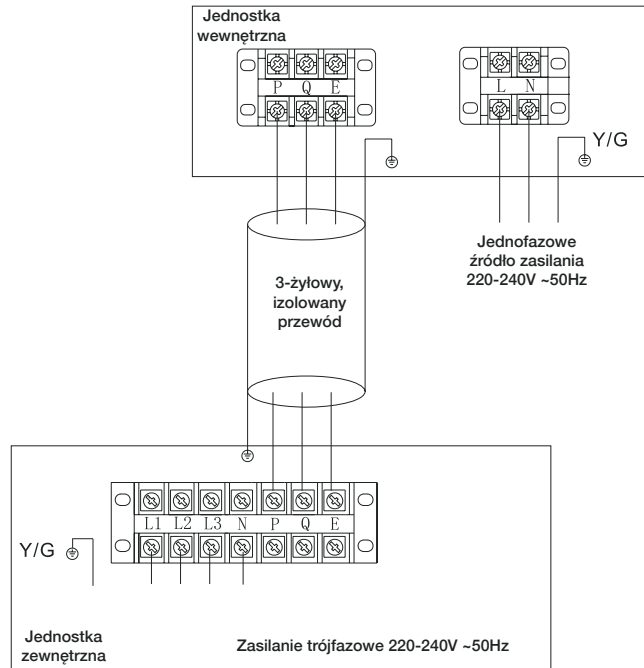 Jednostka
wewnętrzna
P Q E
L N
Y/G
Jednofazowe
źródło zasilania
220-240V ~50Hz
3-żyłowy,
izolowany
przewód
L1 L2 L3 N P Q E
Y/G
Jednostka
zewnętrzna
Zasilanie trójfazowe 220-240V ~50Hz